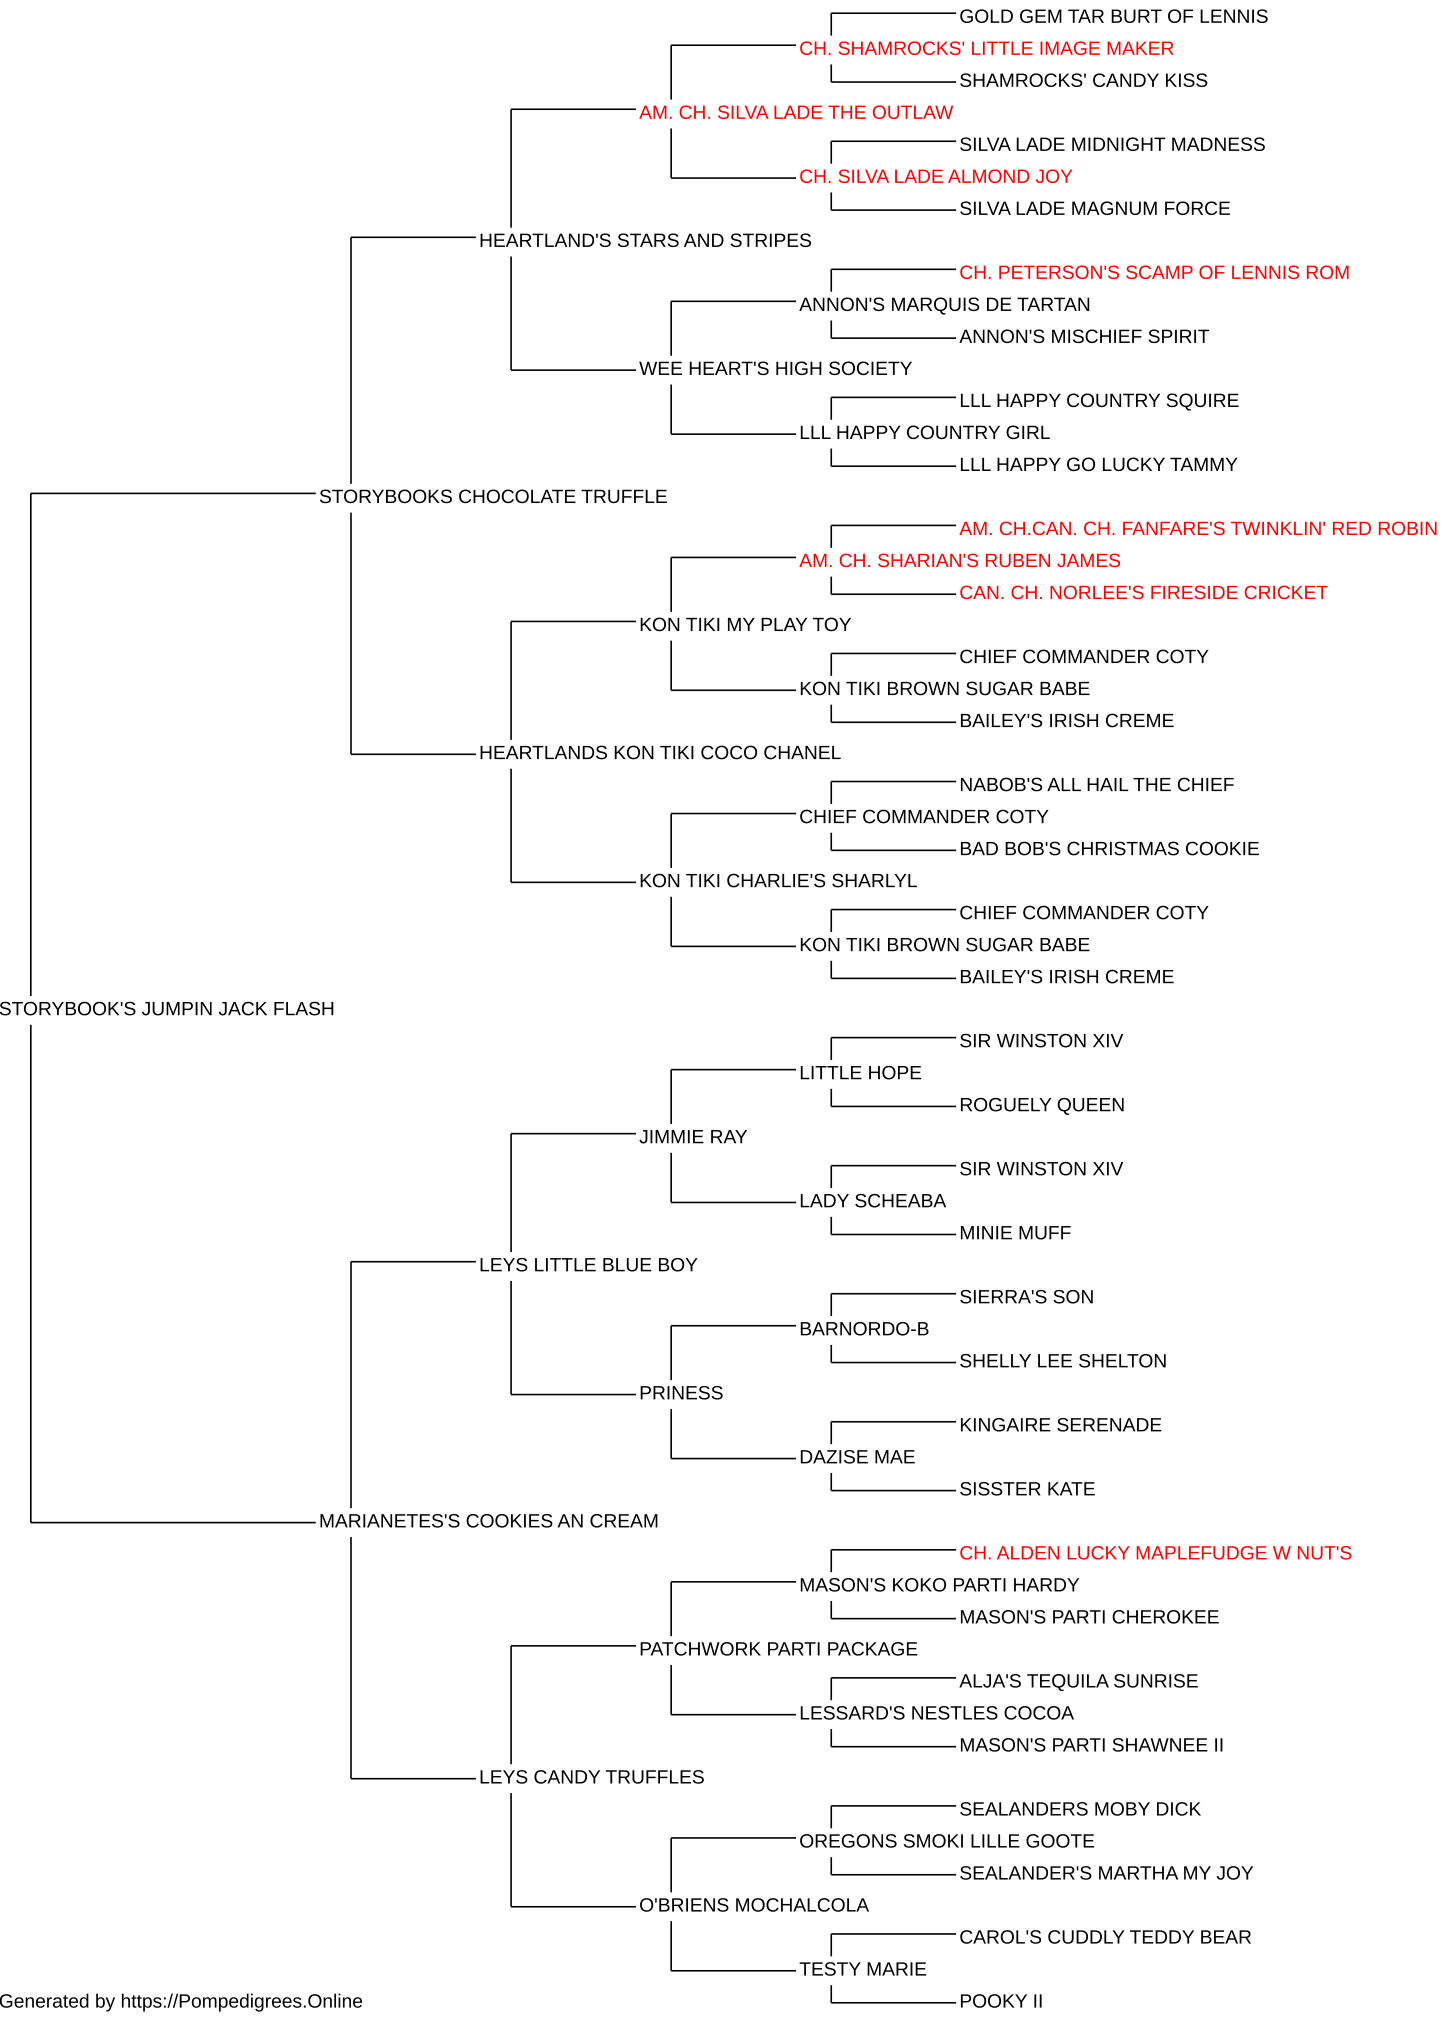 GOLD GEM TAR BURT OF LENNIS
CH. SHAMROCKS' LITTLE IMAGE MAKER
SHAMROCKS' CANDY KISS
AM. CH. SILVA LADE THE OUTLAW
SILVA LADE MIDNIGHT MADNESS
CH. SILVA LADE ALMOND JOY
SILVA LADE MAGNUM FORCE
HEARTLAND'S STARS AND STRIPES
CH. PETERSON'S SCAMP OF LENNIS ROM
ANNON'S MARQUIS DE TARTAN
ANNON'S MISCHIEF SPIRIT
WEE HEART'S HIGH SOCIETY
LLL HAPPY COUNTRY SQUIRE
LLL HAPPY COUNTRY GIRL
LLL HAPPY GO LUCKY TAMMY
STORYBOOKS CHOCOLATE TRUFFLE
AM. CH.CAN. CH. FANFARE'S TWINKLIN' RED ROBIN
AM. CH. SHARIAN'S RUBEN JAMES
CAN. CH. NORLEE'S FIRESIDE CRICKET
KON TIKI MY PLAY TOY
CHIEF COMMANDER COTY
KON TIKI BROWN SUGAR BABE
BAILEY'S IRISH CREME
HEARTLANDS KON TIKI COCO CHANEL
NABOB'S ALL HAIL THE CHIEF
CHIEF COMMANDER COTY
BAD BOB'S CHRISTMAS COOKIE
KON TIKI CHARLIE'S SHARLYL
CHIEF COMMANDER COTY
KON TIKI BROWN SUGAR BABE
BAILEY'S IRISH CREME
STORYBOOK'S JUMPIN JACK FLASH
SIR WINSTON XIV
LITTLE HOPE
ROGUELY QUEEN
JIMMIE RAY
SIR WINSTON XIV
LADY SCHEABA
MINIE MUFF
LEYS LITTLE BLUE BOY
SIERRA'S SON
BARNORDO-B
SHELLY LEE SHELTON
PRINESS
KINGAIRE SERENADE
DAZISE MAE
SISSTER KATE
MARIANETES'S COOKIES AN CREAM
CH. ALDEN LUCKY MAPLEFUDGE W NUT'S
MASON'S KOKO PARTI HARDY
MASON'S PARTI CHEROKEE
PATCHWORK PARTI PACKAGE
ALJA'S TEQUILA SUNRISE
LESSARD'S NESTLES COCOA
MASON'S PARTI SHAWNEE II
LEYS CANDY TRUFFLES
SEALANDERS MOBY DICK
OREGONS SMOKI LILLE GOOTE
SEALANDER'S MARTHA MY JOY
O'BRIENS MOCHALCOLA
CAROL'S CUDDLY TEDDY BEAR
TESTY MARIE
POOKY II
Generated by https://Pompedigrees.Online